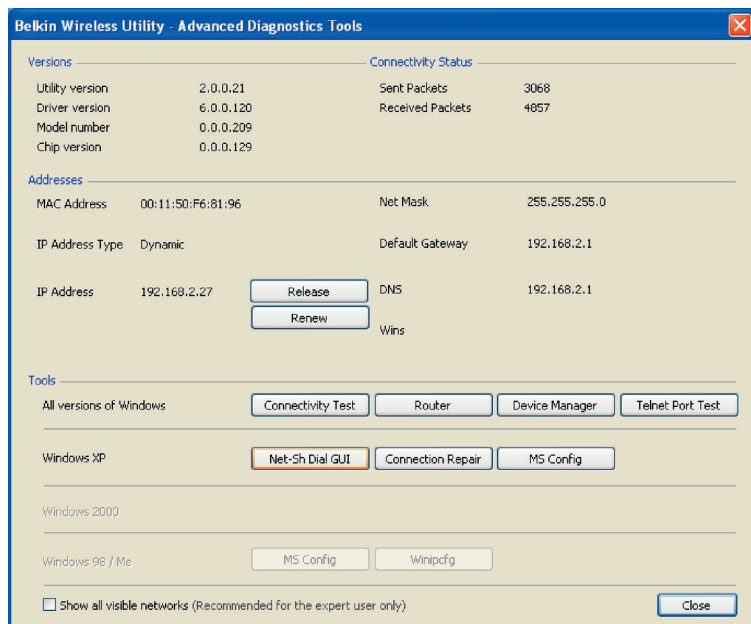 Belkin Wireless Utility - Advanced Diagnostics Tools
Versions
Connectivity Status
Utility version 2.0.0.21
Sent Packets 3068
Driver version 6.0.0.120
Received Packets 4857
Model number 0.0.0.209
Chip version 0.0.0.129
Addresses
MAC Address 00:11:50:F6:81:96
Net Mask 255.255.255.0
IP Address Type Dynamic
Default Gateway 192.168.2.1
IP Address 192.168.2.27 Release
DNS 192.168.2.1
Renew
Wins
Tools
All versions of Windows Connectivity Test Router Device Manager Telnet Port Test
Windows XP Net-Sh Dial GUI Connection Repair MS Config
Windows 2000
Windows 98 / Me MS Config Winipcfg
Show all visible networks (Recommended for the expert user only) Close